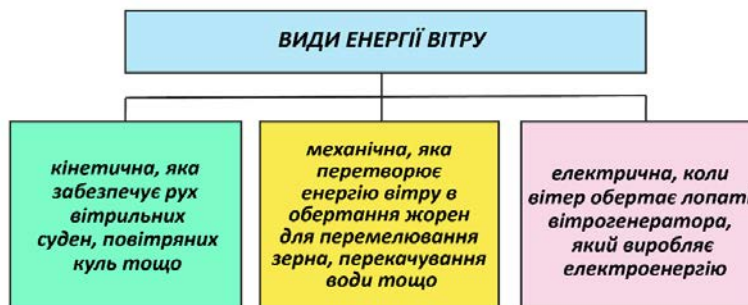 ВИДИ ЕНЕРГІЇ ВІТРУ
кінетична, яка
забезпечує рух
вітрильних
суден, повітряних
куль тощо
механічна, яка
перетворює
енергію вітру в
обертання жорен
для перемелювання
зерна, перекачування
води тощо
електрична, коли
вітер обертає лопаті
вітрогенератора,
який виробляє
електроенергію